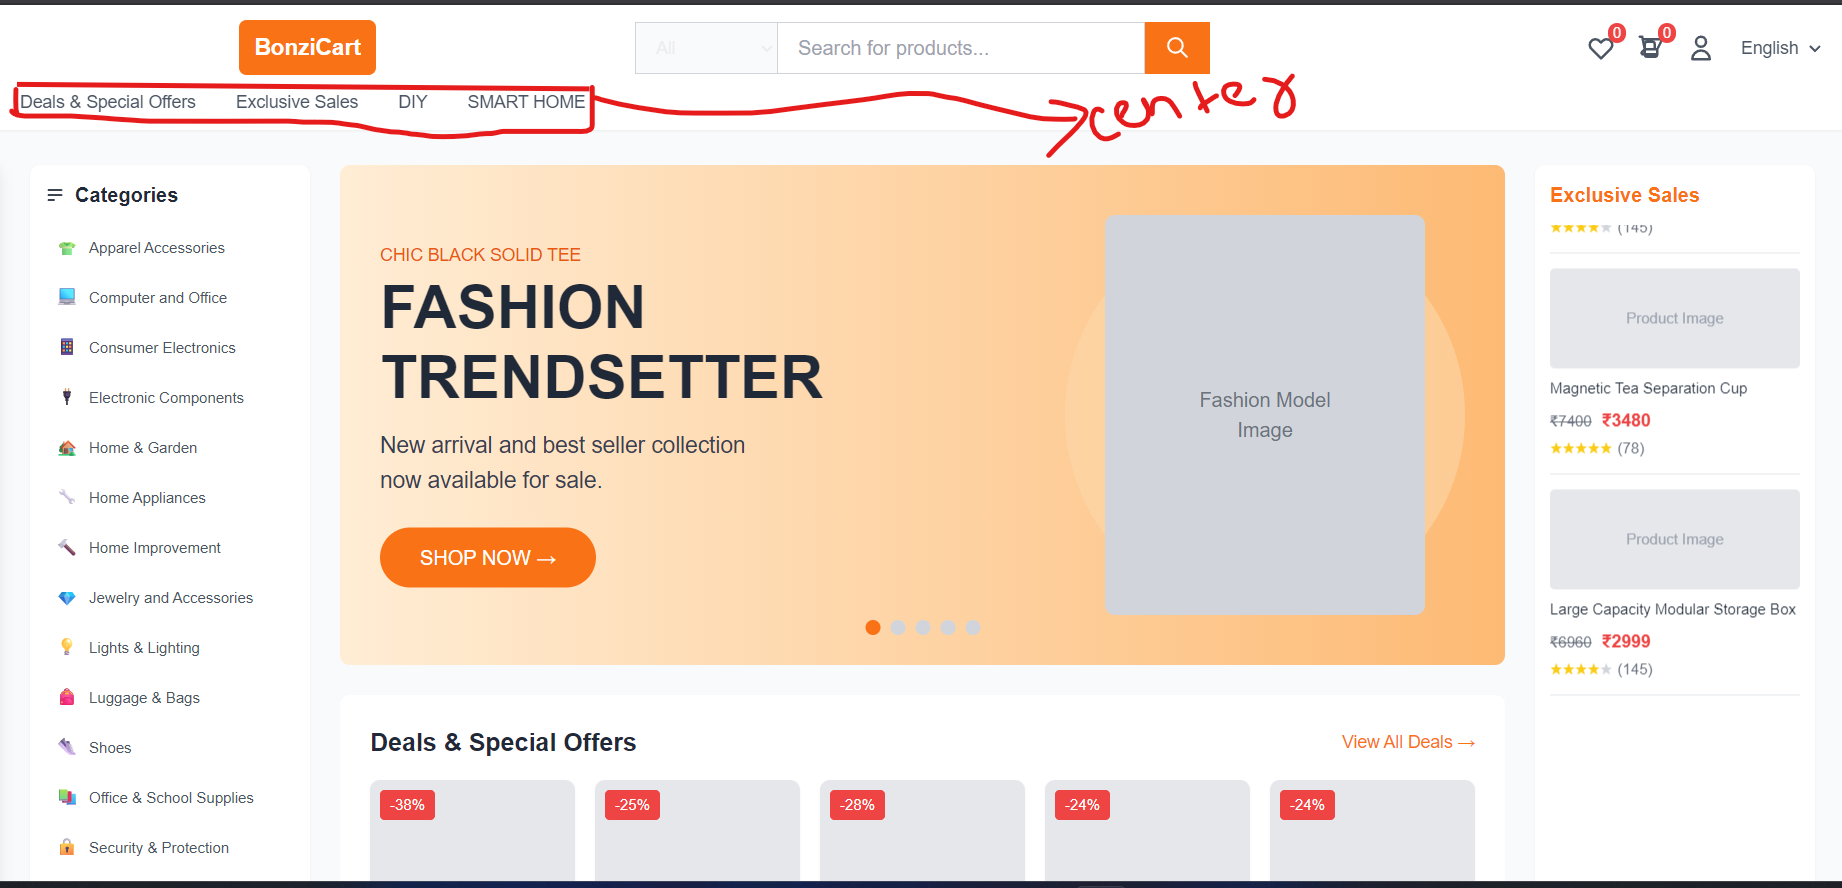 BonziCart
All
Search for products...
0
0
English
Deals & Special Offers
Exclusive Sales
DIY
SMART HOME
center
Categories
Apparel Accessories
Computer and Office
Consumer Electronics
Electronic Components
Home & Garden
Home Appliances
Home Improvement
Jewelry and Accessories
Lights & Lighting
Luggage & Bags
Shoes
Office & School Supplies
Security & Protection
CHIC BLACK SOLID TEE
FASHION
TRENDSETTER
New arrival and best seller collection
now available for sale.
SHOP NOW →
Fashion Model
Image
Deals & Special Offers
View All Deals →
-38%
-25%
-28%
-24%
-24%
Exclusive Sales
★★★★★ (145)
Product Image
Magnetic Tea Separation Cup
₹7400 ₹3480
★★★★★ (78)
Product Image
Large Capacity Modular Storage Box
₹6960 ₹2999
★★★★★ (145)